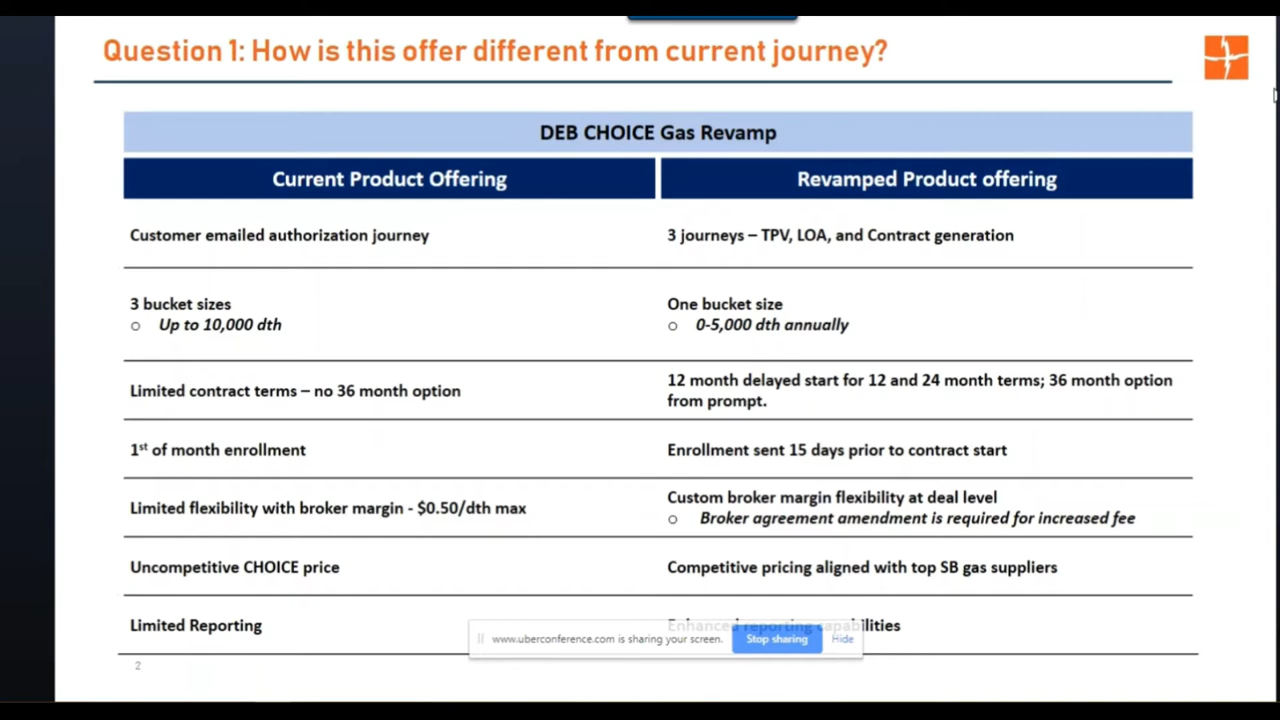 Question 1: How is this offer different from current journey?
DEB CHOICE Gas Revamp
Current Product Offering
Revamped Product offering
Customer emailed authorization journey
3 journeys – TPV, LOA, and Contract generation
3 bucket sizes
o Up to 10,000 dth
One bucket size
o 0-5,000 dth annually
Limited contract terms – no 36 month option
12 month delayed start for 12 and 24 month terms; 36 month option
from prompt.
1st of month enrollment
Enrollment sent 15 days prior to contract start
Limited flexibility with broker margin - $0.50/dth max
Custom broker margin flexibility at deal level
o Broker agreement amendment is required for increased fee
Uncompetitive CHOICE price
Competitive pricing aligned with top SB gas suppliers
Limited Reporting
Enhanced reporting capabilities
www.uberconference.com is sharing your screen.
Stop sharing
Hide
2